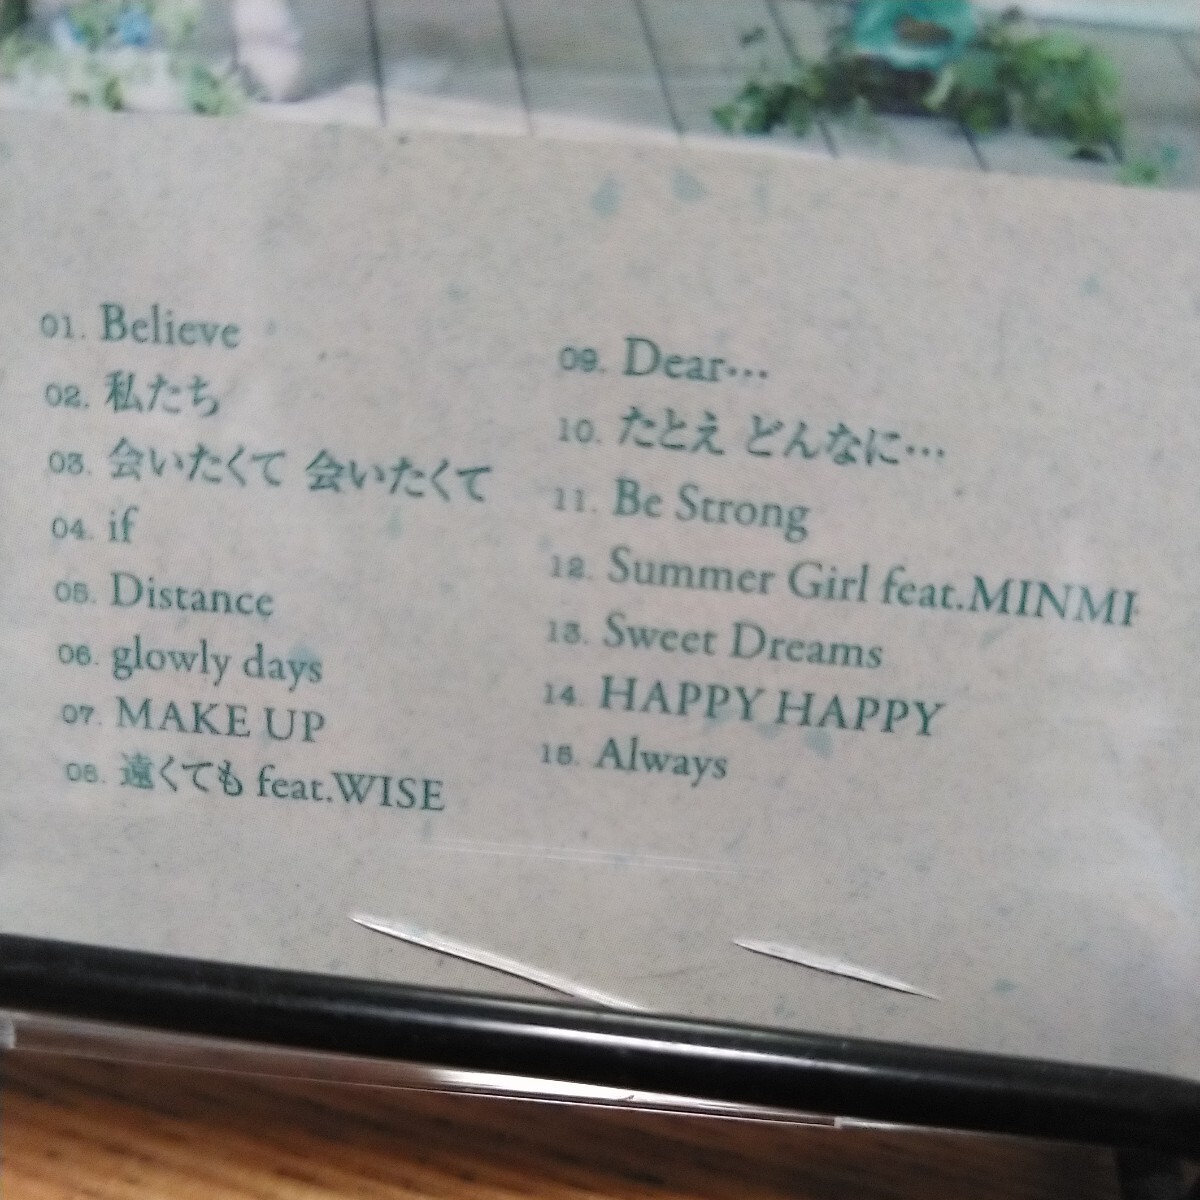 01. Believe
02. 私たち
03. 会いたくて 会いたくて
04. if
05. Distance
06. glowly days
07. MAKE UP
08. 遠くても feat.WISE
09. Dear…
10. たとえ どんなに…
11. Be Strong
12. Summer Girl feat.MINMI
13. Sweet Dreams
14. HAPPY HAPPY
15. Always